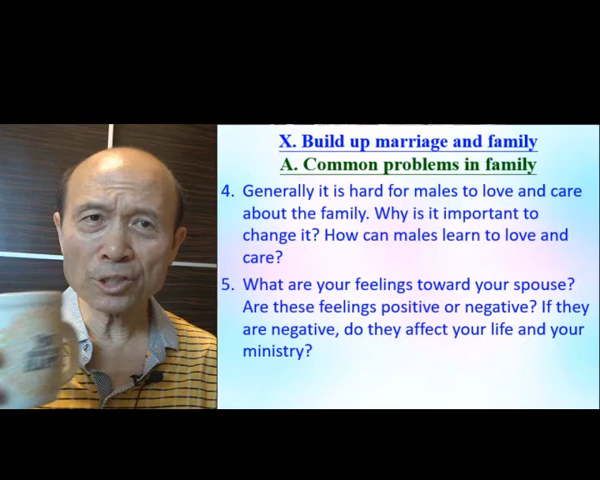 X. Build up marriage and family
A. Common problems in family
4. Generally it is hard for males to love and care
about the family. Why is it important to
change it? How can males learn to love and
care?
5. What are your feelings toward your spouse?
Are these feelings positive or negative? If they
are negative, do they affect your life and your
ministry?